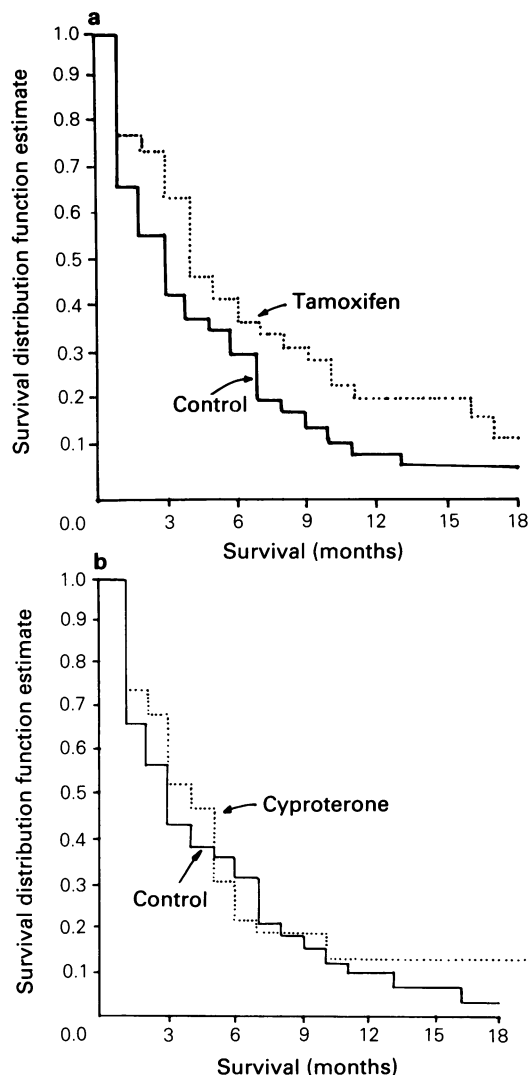 a
Survival distribution function estimate
1.0
0.9
0.8
0.7
0.6
0.5
0.4
0.3
0.2
0.1
0.0
Tamoxifen
Control
3 6 9 12 15 18
Survival (months)
b
Survival distribution function estimate
1.0
0.9
0.8
0.7
0.6
0.5
0.4
0.3
0.2
0.1
0.0
Cyproterone
Control
3 6 9 12 15 18
Survival (months)